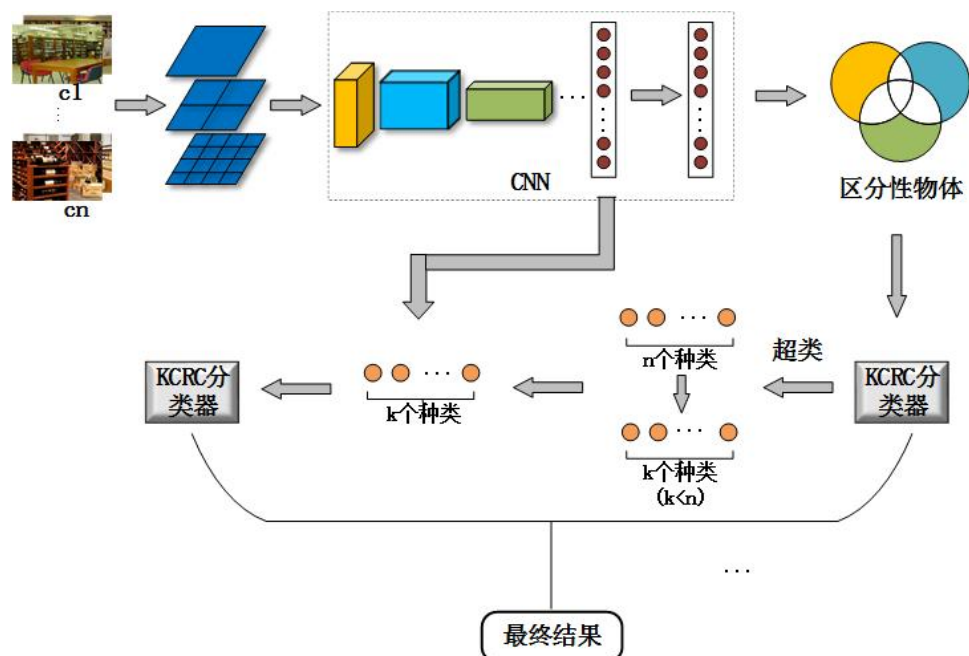 c1
cn
CNN
区分性物体
n个种类
超类
KCRC分
类器
k个种类
KCRC分
类器
k个种类
(k<n)
...
最终结果